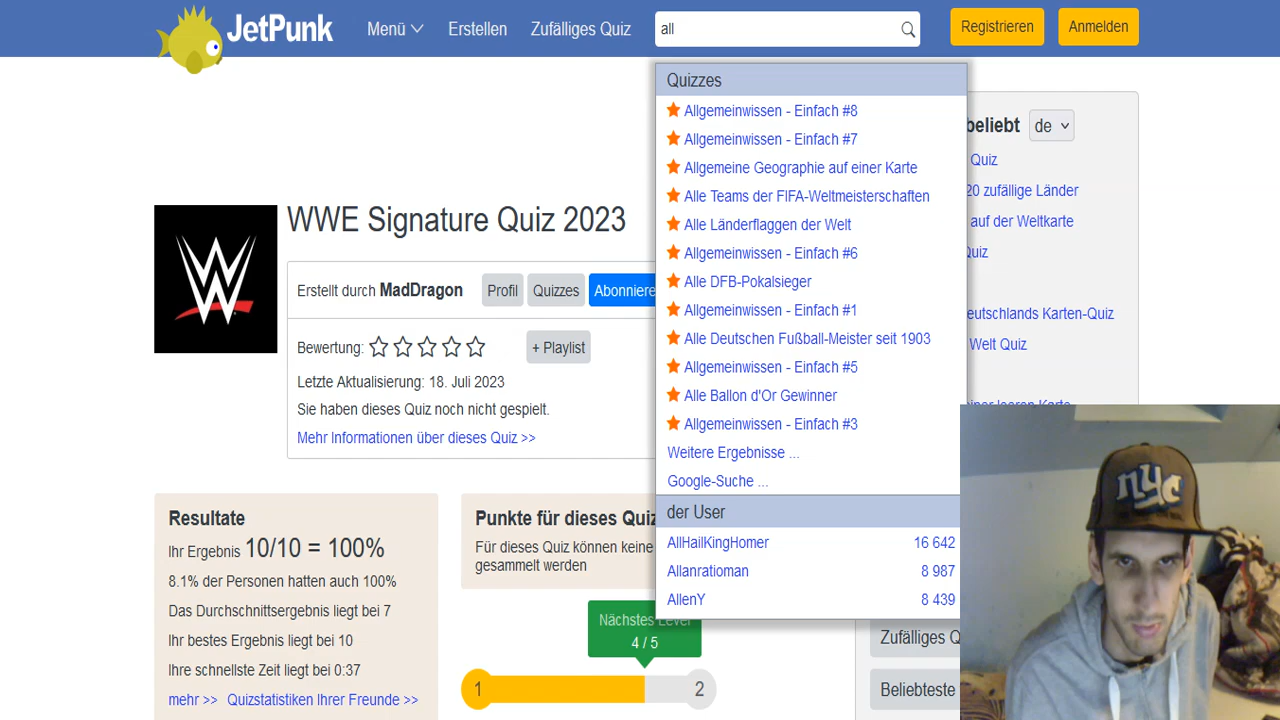 JetPunk
Menü
Erstellen
Zufälliges Quiz
all
Registrieren
Anmelden
Quizzes
Allgemeinwissen - Einfach #8
Allgemeinwissen - Einfach #7
Allgemeine Geographie auf einer Karte
Alle Teams der FIFA-Weltmeisterschaften
Alle Länderflaggen der Welt
Allgemeinwissen - Einfach #6
Alle DFB-Pokalsieger
Allgemeinwissen - Einfach #1
Alle Deutschen Fußball-Meister seit 1903
Allgemeinwissen - Einfach #5
Alle Ballon d'Or Gewinner
Allgemeinwissen - Einfach #3
Weitere Ergebnisse ...
Google-Suche ...
der User
AllHailKingHomer 16 642
Allanratioman 8 987
AllenY 8 439
beliebt de
Quiz
20 zufällige Länder
auf der Weltkarte
Quiz
eutschlands Karten-Quiz
Welt Quiz
W
WWE Signature Quiz 2023
Erstellt durch MadDragon Profil Quizzes Abonniere
Bewertung: + Playlist
Letzte Aktualisierung: 18. Juli 2023
Sie haben dieses Quiz noch nicht gespielt.
Mehr Informationen über dieses Quiz >>
Resultate
Ihr Ergebnis 10/10 = 100%
8.1% der Personen hatten auch 100%
Das Durchschnittsergebnis liegt bei 7
Ihr bestes Ergebnis liegt bei 10
Ihre schnellste Zeit liegt bei 0:37
mehr >> Quizstatistiken Ihrer Freunde >>
Punkte für dieses Quiz
Für dieses Quiz können keine
gesammelt werden
Nächstes Level
4 / 5
1 2
Zufälliges Q
Beliebteste
nyc